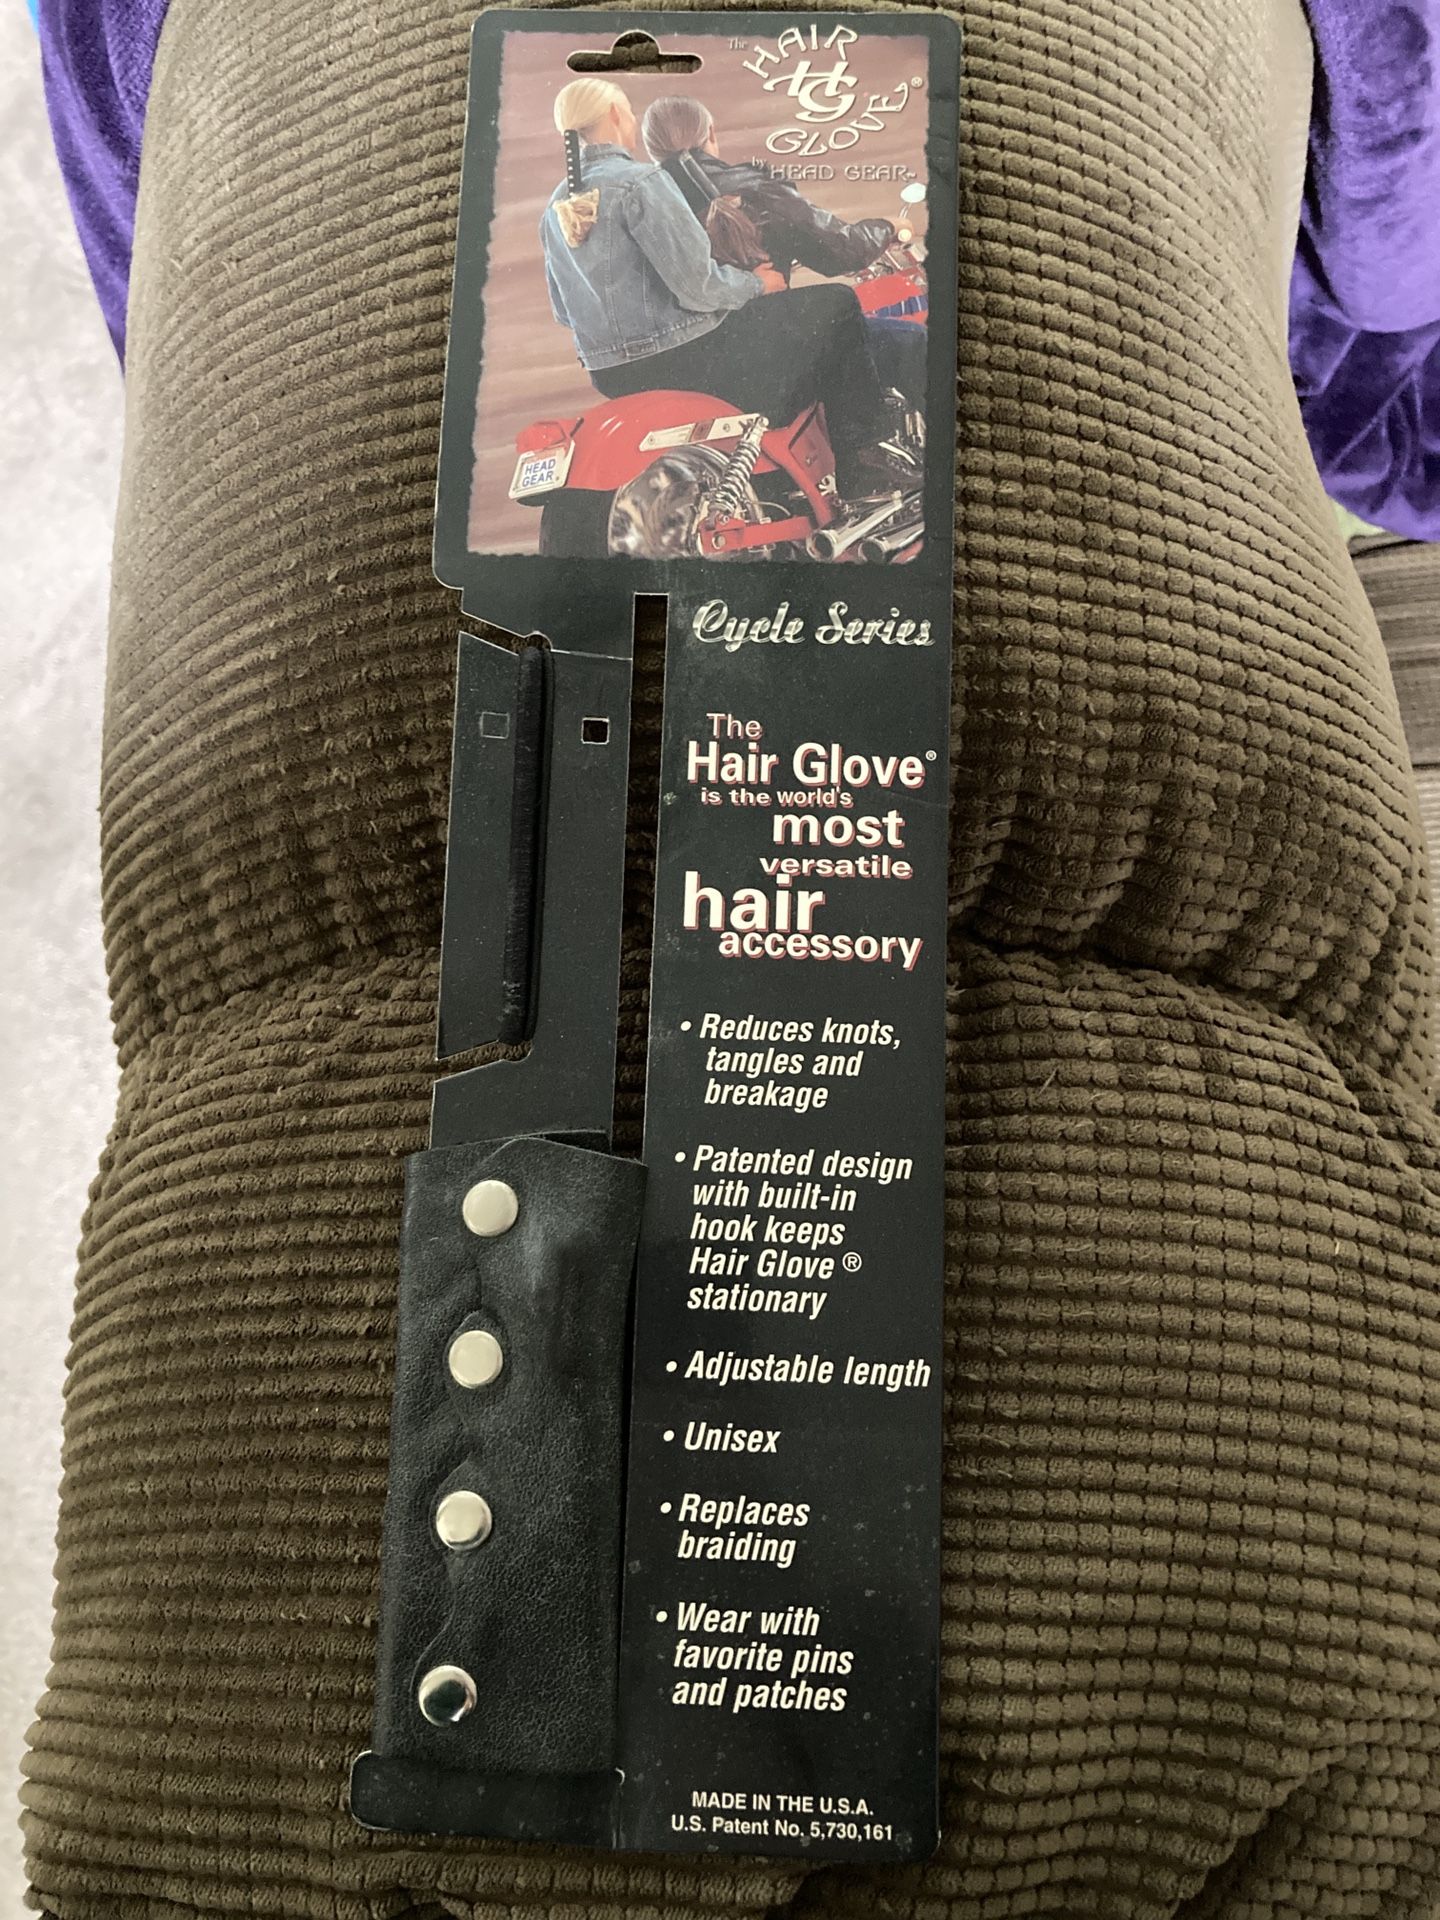 The
HAIR
HG
GLOVE®
by HEAD GEAR™
HEAD
GEAR
Cycle Series
The
Hair Glove®
is the world's
most
versatile
hair
accessory
• Reduces knots,
tangles and
breakage
• Patented design
with built-in
hook keeps
Hair Glove ®
stationary
• Adjustable length
• Unisex
• Replaces
braiding
• Wear with
favorite pins
and patches
MADE IN THE U.S.A.
U.S. Patent No. 5,730,161